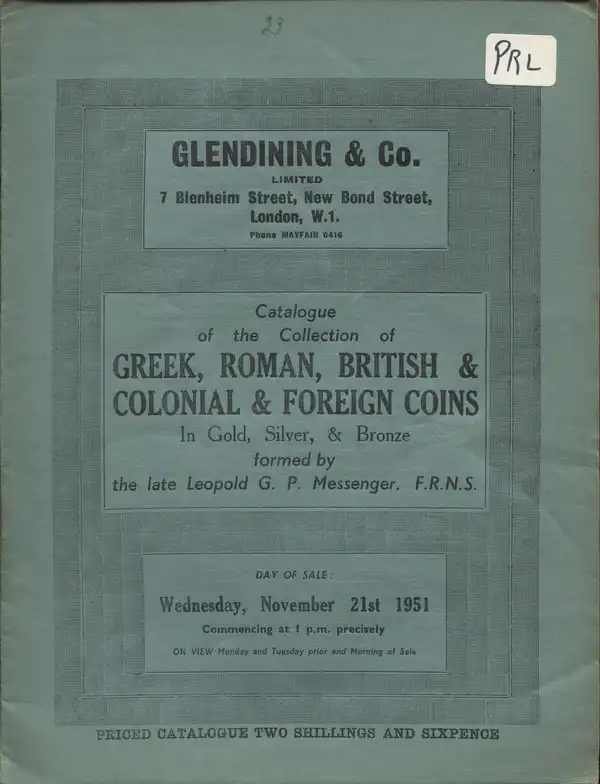 23
PRL
GLENDINING & Co.
LIMITED
7 Blenheim Street, New Bond Street,
London, W.1.
Phone MAYFAIR 0416
Catalogue
of the Collection of
GREEK, ROMAN, BRITISH &
COLONIAL & FOREIGN COINS
In Gold, Silver, & Bronze
formed by
the late Leopold G. P. Messenger, F.R.N.S.
DAY OF SALE:
Wednesday, November 21st 1951
Commencing at 1 p.m. precisely
ON VIEW Monday and Tuesday prior and Morning of Sale
PRICED CATALOGUE TWO SHILLINGS AND SIXPENCE